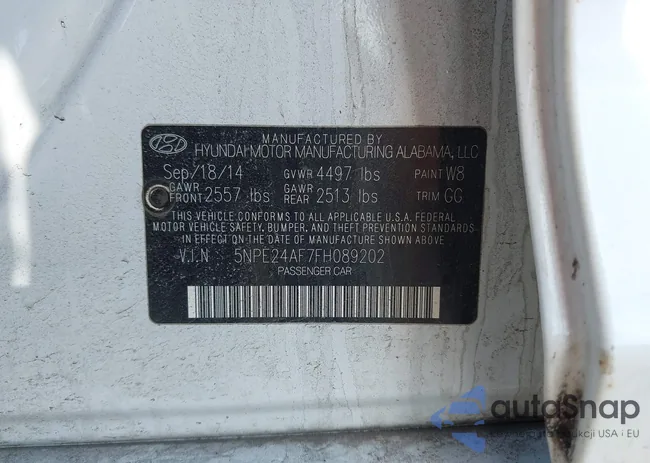 MANUFACTURED BY
HYUNDAI MOTOR MANUFACTURING ALABAMA, LLC
Sep/18/14 GVWR 4497 lbs PAINT W8
GAWR FRONT 2557 lbs GAWR REAR 2513 lbs TRIM GG
THIS VEHICLE CONFORMS TO ALL APPLICABLE U.S.A. FEDERAL
MOTOR VEHICLE SAFETY, BUMPER, AND THEFT PREVENTION STANDARDS
IN EFFECT ON THE DATE OF MANUFACTURE SHOWN ABOVE.
V.I.N 5NPE24AF7FH089202
PASSENGER CAR
autoSnap
USA i EU